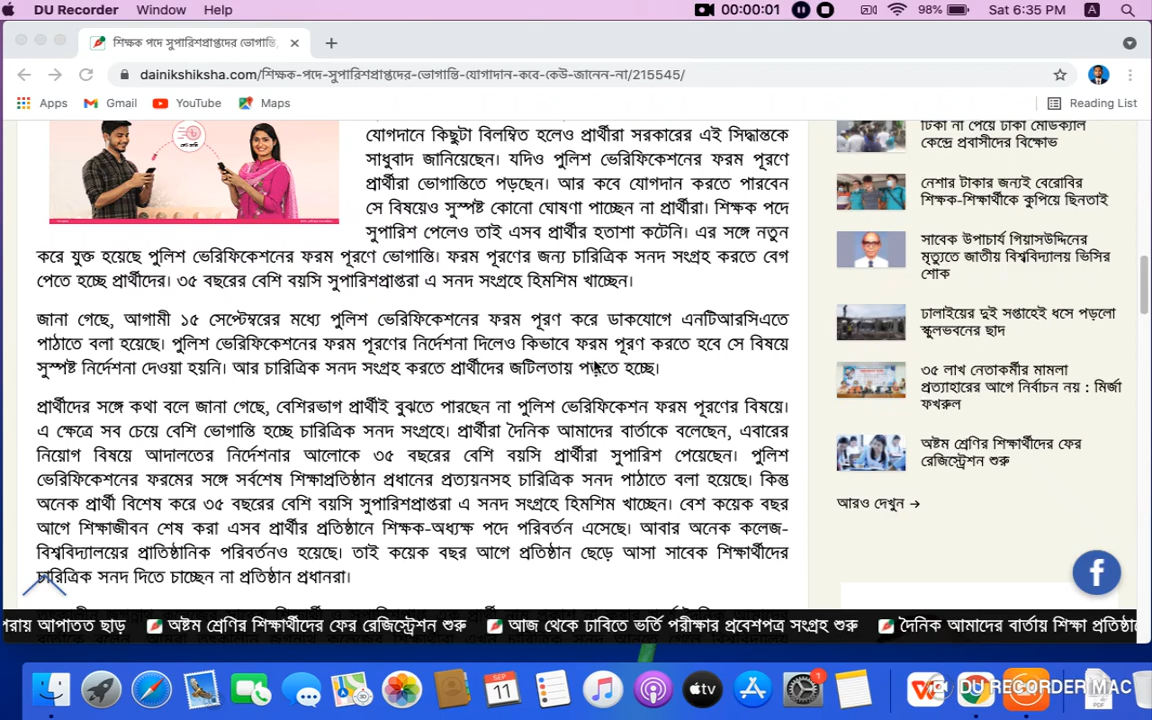 DU Recorder Window Help 00:00:01 98% Sat 6:35 PM A
শিক্ষক পদে সুপারিশপ্রাপ্তদের ভোগান্তি,
dainikshiksha.com/শিক্ষক-পদে-সুপারিশপ্রাপ্তদের-ভোগান্তি-যোগাদান-কবে-কেউ-জানেন-না/215545/
Apps Gmail YouTube Maps Reading List
যোগদানে কিছুটা বিলম্বিত হলেও প্রার্থীরা সরকারের এই সিদ্ধান্তকে
সাধুবাদ জানিয়েছেন। যদিও পুলিশ ভেরিফিকেশনের ফরম পূরণে
প্রার্থীরা ভোগান্তিতে পড়ছেন। আর কবে যোগদান করতে পারবেন
সে বিষয়েও সুস্পষ্ট কোনো ঘোষণা পাচ্ছেন না প্রার্থীরা। শিক্ষক পদে
সুপারিশ পেলেও তাই এসব প্রার্থীর হতাশা কটেনি। এর সঙ্গে নতুন
করে যুক্ত হয়েছে পুলিশ ভেরিফিকেশনের ফরম পূরণে ভোগান্তি। ফরম পূরণের জন্য চারিত্রিক সনদ সংগ্রহ করতে বেগ
পেতে হচ্ছে প্রার্থীদের। ৩৫ বছরের বেশি বয়সি সুপারিশপ্রাপ্তরা এ সনদ সংগ্রহে হিমশিম খাচ্ছেন।
জানা গেছে, আগামী ১৫ সেপ্টেম্বরের মধ্যে পুলিশ ভেরিফিকেশনের ফরম পূরণ করে ডাকযোগে এনটিআরসিএতে
পাঠাতে বলা হয়েছে। পুলিশ ভেরিফিকেশনের ফরম পূরণের নির্দেশনা দিলেও কিভাবে ফরম পূরণ করতে হবে সে বিষয়ে
সুস্পষ্ট নির্দেশনা দেওয়া হয়নি। আর চারিত্রিক সনদ সংগ্রহ করতে প্রার্থীদের জটিলতায় পড়তে হচ্ছে।
প্রার্থীদের সঙ্গে কথা বলে জানা গেছে, বেশিরভাগ প্রার্থীই বুঝতে পারছেন না পুলিশ ভেরিফিকেশন ফরম পূরণের বিষয়ে।
এ ক্ষেত্রে সব চেয়ে বেশি ভোগান্তি হচ্ছে চারিত্রিক সনদ সংগ্রহে। প্রার্থীরা দৈনিক আমাদের বার্তাকে বলেছেন, এবারের
নিয়োগ বিষয়ে আদালতের নির্দেশনার আলোকে ৩৫ বছরের বেশি বয়সি প্রার্থীরা সুপারিশ পেয়েছেন। পুলিশ
ভেরিফিকেশনের ফরমের সঙ্গে সর্বশেষ শিক্ষাপ্রতিষ্ঠান প্রধানের প্রত্যয়নসহ চারিত্রিক সনদ পাঠাতে বলা হয়েছে। কিন্তু
অনেক প্রার্থী বিশেষ করে ৩৫ বছরের বেশি বয়সি সুপারিশপ্রাপ্তরা এ সনদ সংগ্রহে হিমশিম খাচ্ছেন। বেশ কয়েক বছর
আগে শিক্ষাজীবন শেষ করা এসব প্রার্থীর প্রতিষ্ঠানে শিক্ষক-অধ্যক্ষ পদে পরিবর্তন এসেছে। আবার অনেক কলেজ-
বিশ্ববিদ্যালয়ের প্রাতিষ্ঠানিক পরিবর্তনও হয়েছে। তাই কয়েক বছর আগে প্রতিষ্ঠান ছেড়ে আসা সাবেক শিক্ষার্থীদের
চারিত্রিক সনদ দিতে চাচ্ছেন না প্রতিষ্ঠান প্রধানরা।
টিকা না পেয়ে ঢাকা মেডিক্যাল
কেন্দ্রে প্রবাসীদের বিক্ষোভ
নেশার টাকার জন্যই বেরোবির
শিক্ষক-শিক্ষার্থীকে কুপিয়ে ছিনতাই
সাবেক উপাচার্য গিয়াসউদ্দিনের
মৃত্যুতে জাতীয় বিশ্ববিদ্যালয় ভিসির
শোক
ঢালাইয়ের দুই সপ্তাহেই ধসে পড়লো
স্কুলভবনের ছাদ
৩৫ লাখ নেতাকর্মীর মামলা
প্রত্যাহারের আগে নির্বাচন নয় : মির্জা
ফখরুল
অষ্টম শ্রেণির শিক্ষার্থীদের ফের
রেজিস্ট্রেশন শুরু
আরও দেখুন →
পরায় আপাতত ছাড় অষ্টম শ্রেণির শিক্ষার্থীদের ফের রেজিস্ট্রেশন শুরু আজ থেকে ঢাবিতে ভর্তি পরীক্ষার প্রবেশপত্র সংগ্রহ শুরু দৈনিক আমাদের বার্তায় শিক্ষা প্রতিষ্ঠা
SEP
11
tv
1
PDF
DU RECORDER MAC